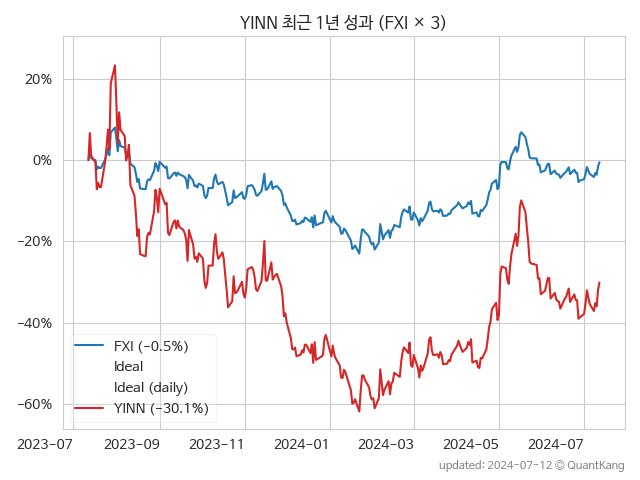 YINN 최근 1년 성과 (FXI × 3)
20%
0%
−20%
−40%
−60%
FXI (−0.5%)
Ideal
Ideal (daily)
YINN (−30.1%)
2023-07
2023-09
2023-11
2024-01
2024-03
2024-05
2024-07
updated: 2024-07-12 © QuantKang